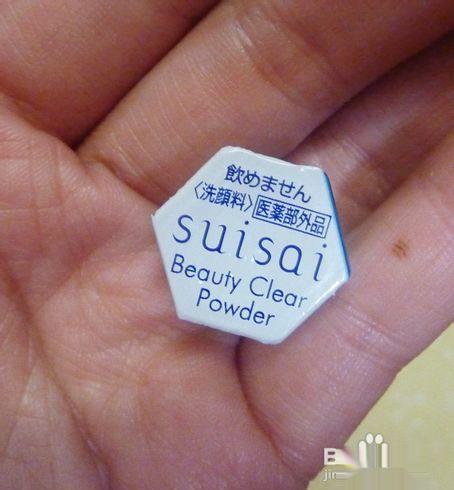 飲めません
〈洗顔料〉医薬部外品
suisai
Beauty Clear
Powder